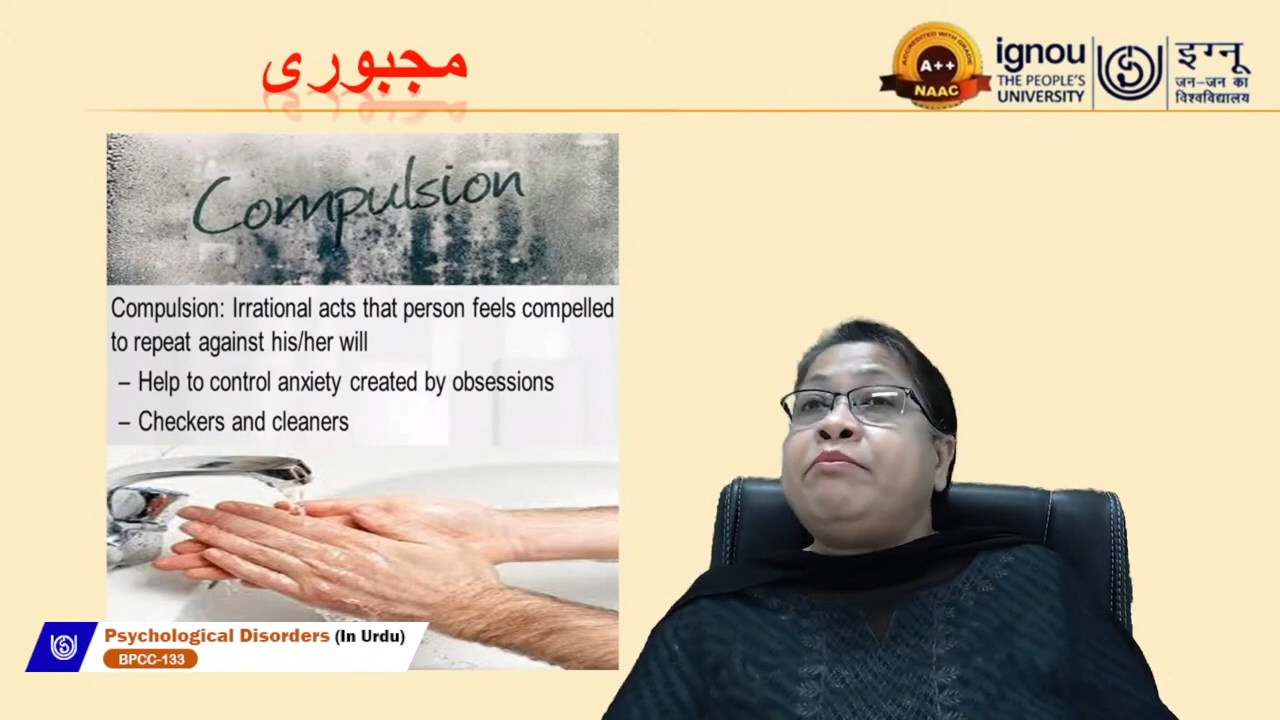 مجبوری
ACCREDITED WITH GRADE
A++
NAAC
ignou
THE PEOPLE'S
UNIVERSITY
इग्नू
जन-जन का
विश्वविद्यालय
Compulsion
Compulsion: Irrational acts that person feels compelled
to repeat against his/her will
– Help to control anxiety created by obsessions
– Checkers and cleaners
Psychological Disorders (In Urdu)
BPCC-133